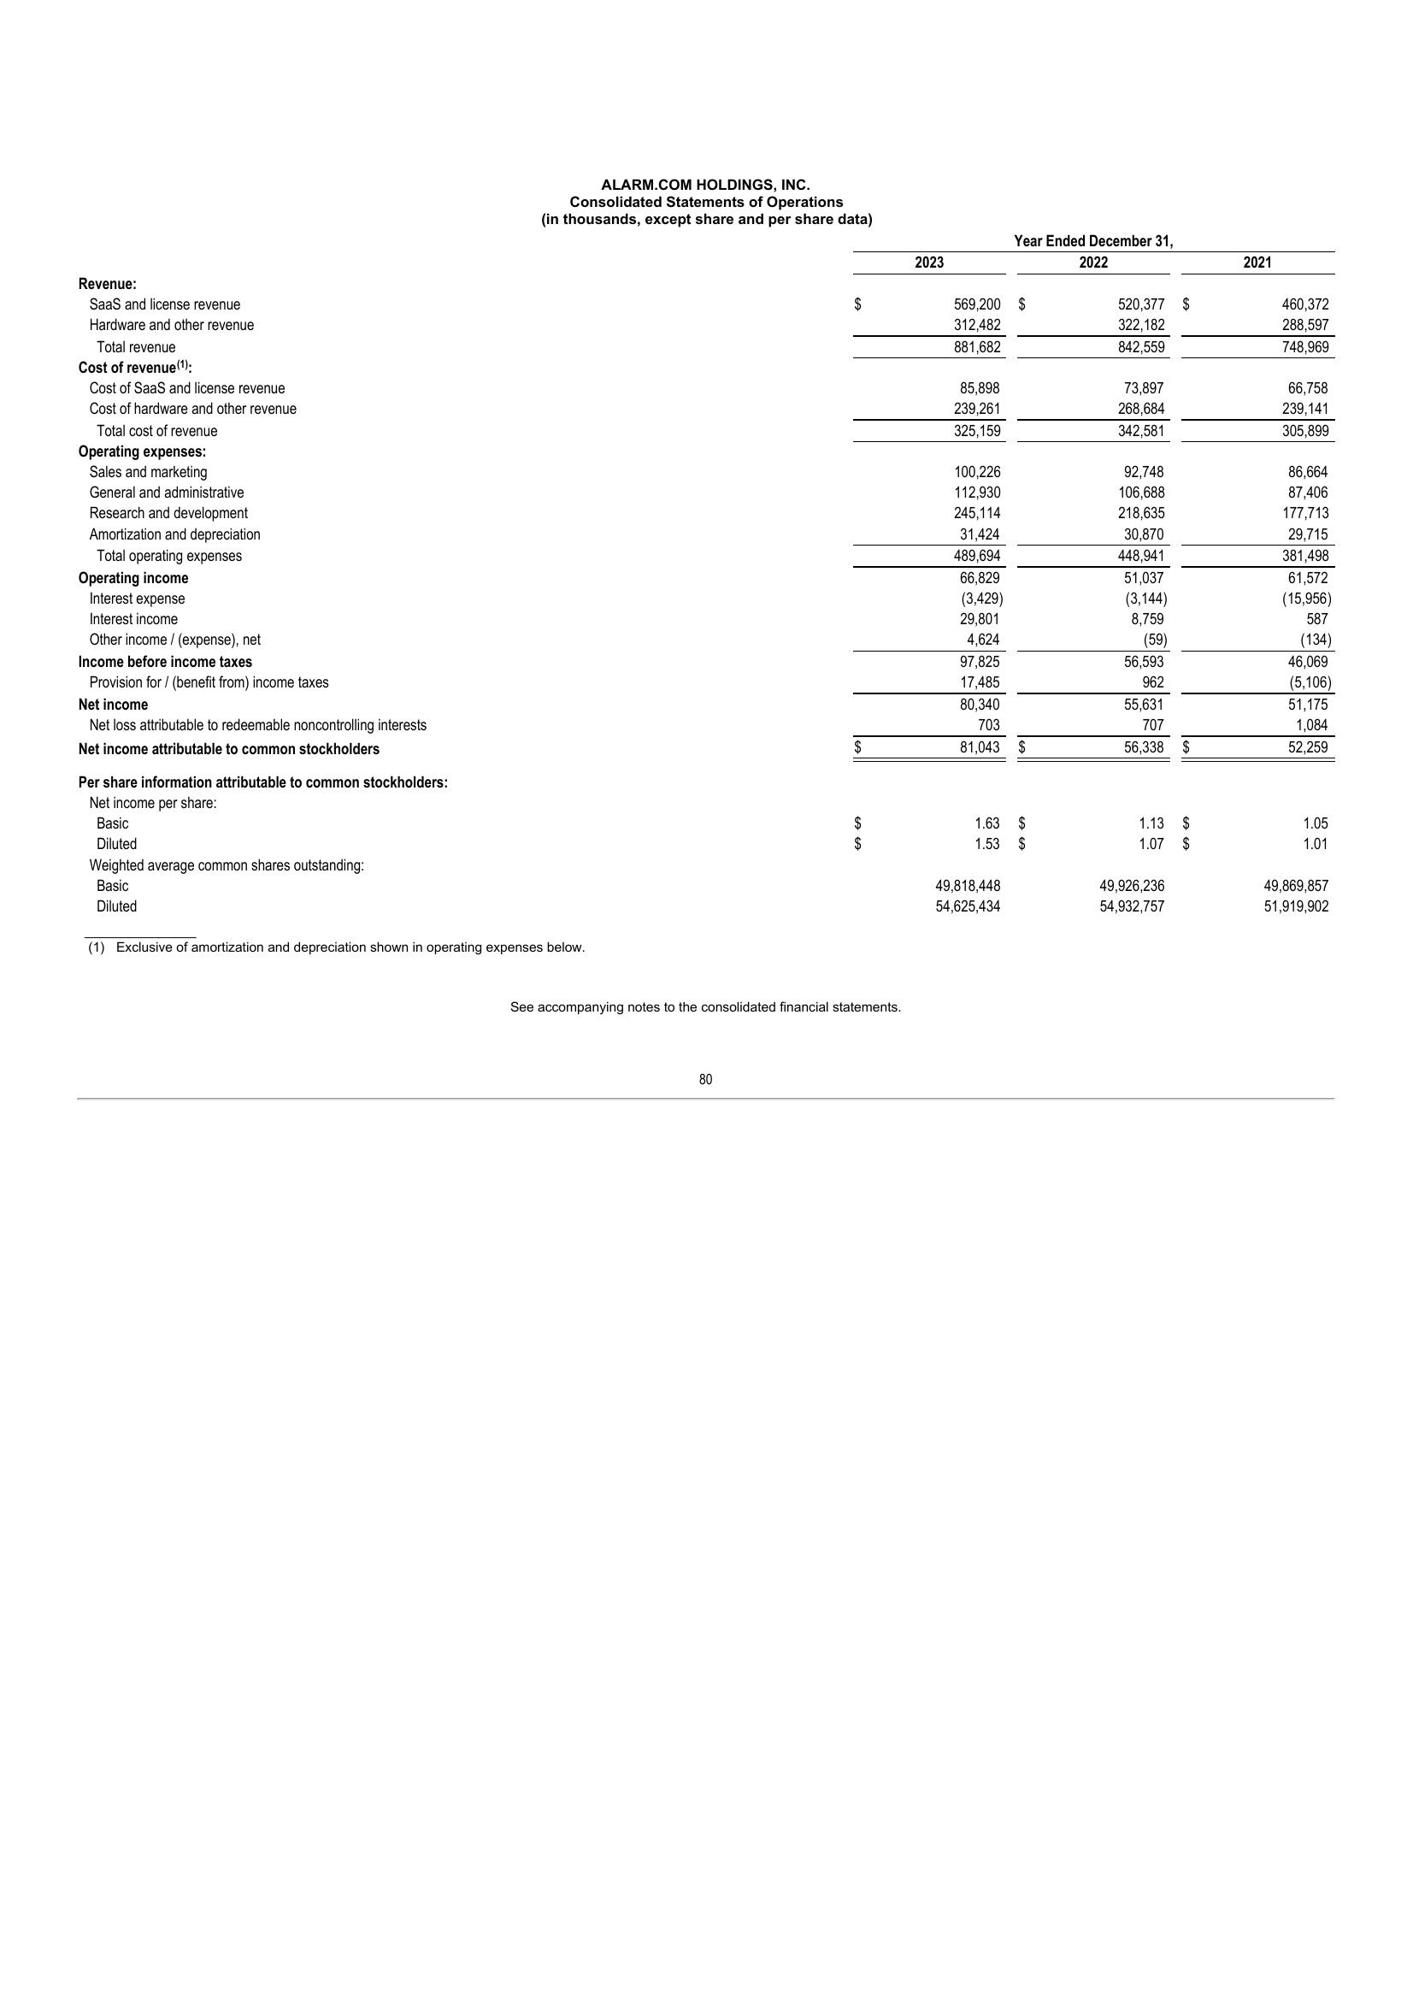 ALARM.COM HOLDINGS, INC.
Consolidated Statements of Operations
(in thousands, except share and per share data)
Year Ended December 31,
2023 2022 2021
Revenue:
SaaS and license revenue $ 569,200 $ 520,377 $ 460,372
Hardware and other revenue 312,482 322,182 288,597
Total revenue 881,682 842,559 748,969
Cost of revenue(1):
Cost of SaaS and license revenue 85,898 73,897 66,758
Cost of hardware and other revenue 239,261 268,684 239,141
Total cost of revenue 325,159 342,581 305,899
Operating expenses:
Sales and marketing 100,226 92,748 86,664
General and administrative 112,930 106,688 87,406
Research and development 245,114 218,635 177,713
Amortization and depreciation 31,424 30,870 29,715
Total operating expenses 489,694 448,941 381,498
Operating income 66,829 51,037 61,572
Interest expense (3,429) (3,144) (15,956)
Interest income 29,801 8,759 587
Other income / (expense), net 4,624 (59) (134)
Income before income taxes 97,825 56,593 46,069
Provision for / (benefit from) income taxes 17,485 962 (5,106)
Net income 80,340 55,631 51,175
Net loss attributable to redeemable noncontrolling interests 703 707 1,084
Net income attributable to common stockholders $ 81,043 $ 56,338 $ 52,259
Per share information attributable to common stockholders:
Net income per share:
Basic $ 1.63 $ 1.13 $ 1.05
Diluted $ 1.53 $ 1.07 $ 1.01
Weighted average common shares outstanding:
Basic 49,818,448 49,926,236 49,869,857
Diluted 54,625,434 54,932,757 51,919,902
(1) Exclusive of amortization and depreciation shown in operating expenses below.
See accompanying notes to the consolidated financial statements.
80